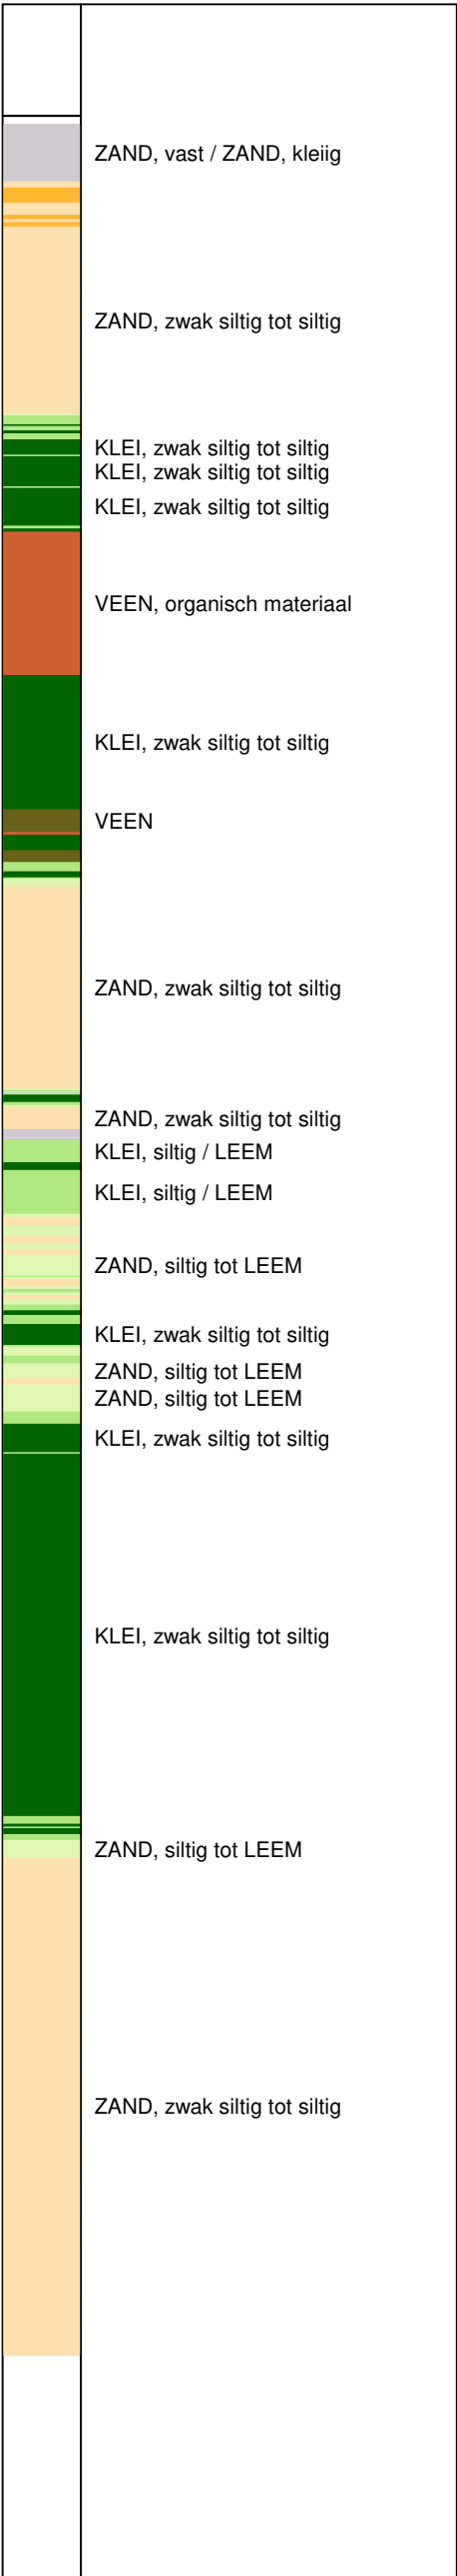 ZAND, vast / ZAND, kleiig
ZAND, zwak siltig tot siltig
KLEI, zwak siltig tot siltig
KLEI, zwak siltig tot siltig
KLEI, zwak siltig tot siltig
VEEN, organisch materiaal
KLEI, zwak siltig tot siltig
VEEN
ZAND, zwak siltig tot siltig
ZAND, zwak siltig tot siltig
KLEI, siltig / LEEM
KLEI, siltig / LEEM
ZAND, siltig tot LEEM
KLEI, zwak siltig tot siltig
ZAND, siltig tot LEEM
ZAND, siltig tot LEEM
KLEI, zwak siltig tot siltig
KLEI, zwak siltig tot siltig
ZAND, siltig tot LEEM
ZAND, zwak siltig tot siltig